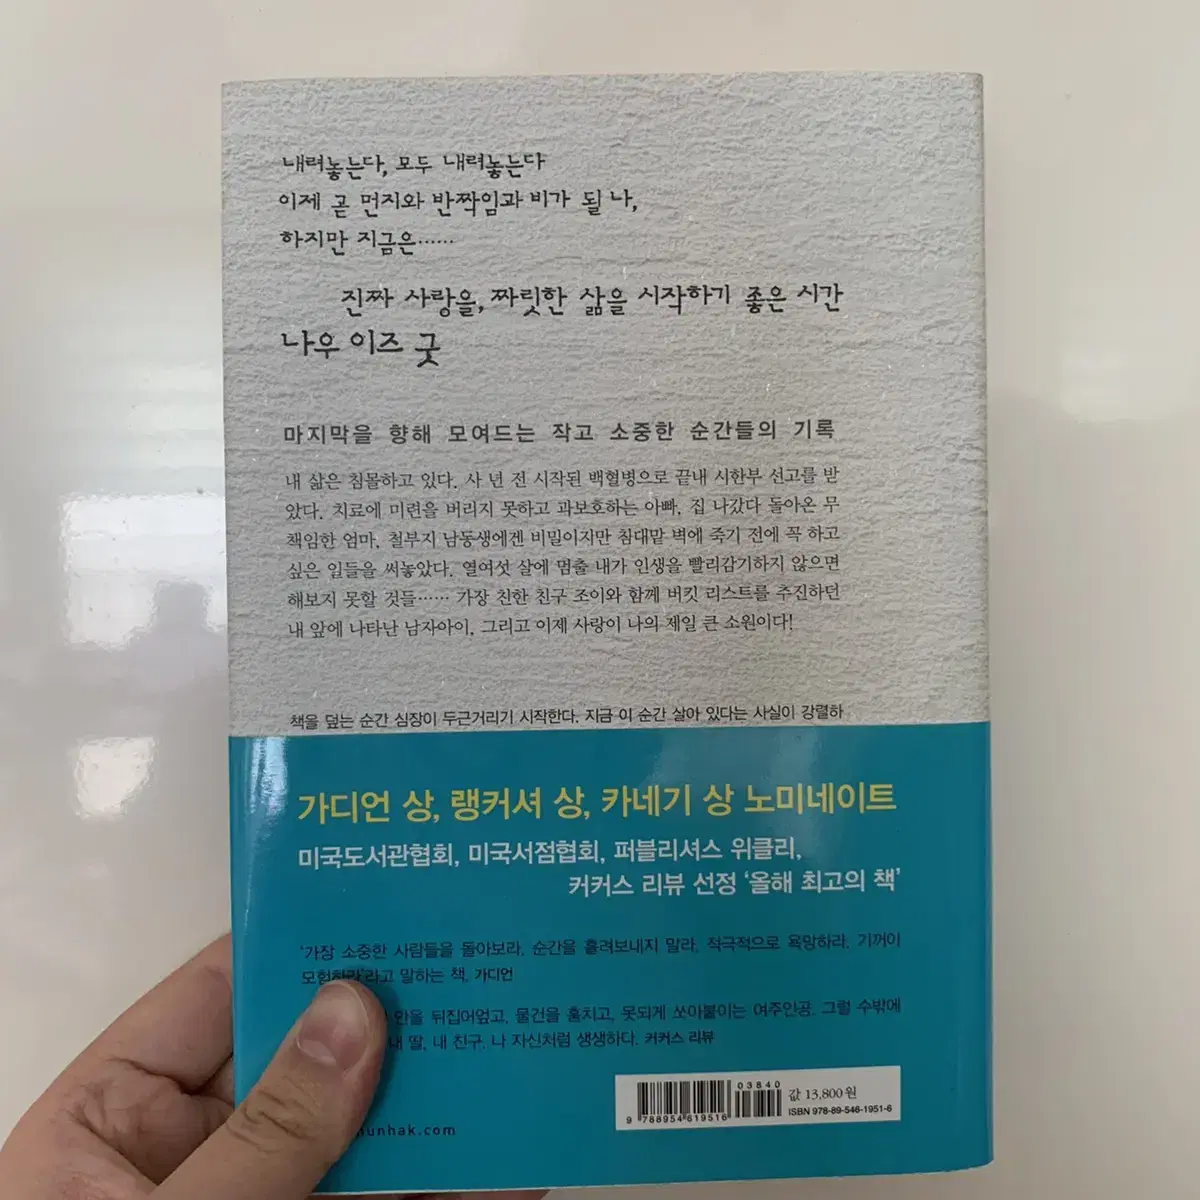 내려놓는다, 모두 내려놓는다
이제 곧 먼지와 반짝임과 비가 될 나,
하지만 지금은……
진짜 사랑을, 짜릿한 삶을 시작하기 좋은 시간
나우 이즈 굿
마지막을 향해 모여드는 작고 소중한 순간들의 기록
내 삶은 침몰하고 있다. 사 년 전 시작된 백혈병으로 끝내 시한부 선고를 받
았다. 치료에 미련을 버리지 못하고 과보호하는 아빠, 집 나갔다 돌아온 무
책임한 엄마, 철부지 남동생에겐 비밀이지만 침대맡 벽에 죽기 전에 꼭 하고
싶은 일들을 써놓았다. 열여섯 살에 멈출 내가 인생을 빨리감기하지 않으면
해보지 못할 것들…… 가장 친한 친구 조이와 함께 버킷 리스트를 추진하던
내 앞에 나타난 남자아이, 그리고 이제 사랑이 나의 제일 큰 소원이다!
책을 덮는 순간 심장이 두근거리기 시작한다. 지금 이 순간 살아 있다는 사실이 강렬하
가디언 상, 랭커셔 상, 카네기 상 노미네이트
미국도서관협회, 미국서점협회, 퍼블리셔스 위클리,
커커스 리뷰 선정 ‘올해 최고의 책’
‘가장 소중한 사람들을 돌아보라, 순간을 흘려보내지 말라, 적극적으로 욕망하라, 기꺼이
모험하라’라고 말하는 책. 가디언
안을 뒤집어엎고, 물건을 훔치고, 못되게 쏘아붙이는 여주인공. 그럴 수밖에
내 딸, 내 친구, 나 자신처럼 생생하다. 커커스 리뷰
03840
값 13,800원
9 788954 619516
ISBN 978-89-546-1951-6
unhak.com